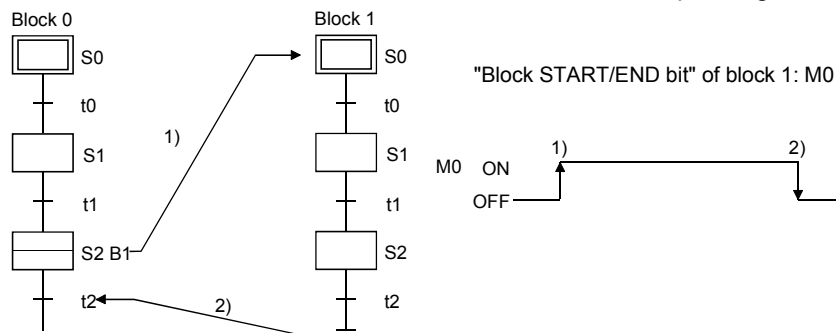 Block 0
Block 1
S0
S0
"Block START/END bit" of block 1: M0
t0
t0
1)
1)
2)
S1
S1
M0 ON
OFF
t1
t1
S2 B1
S2
t2
2)
t2